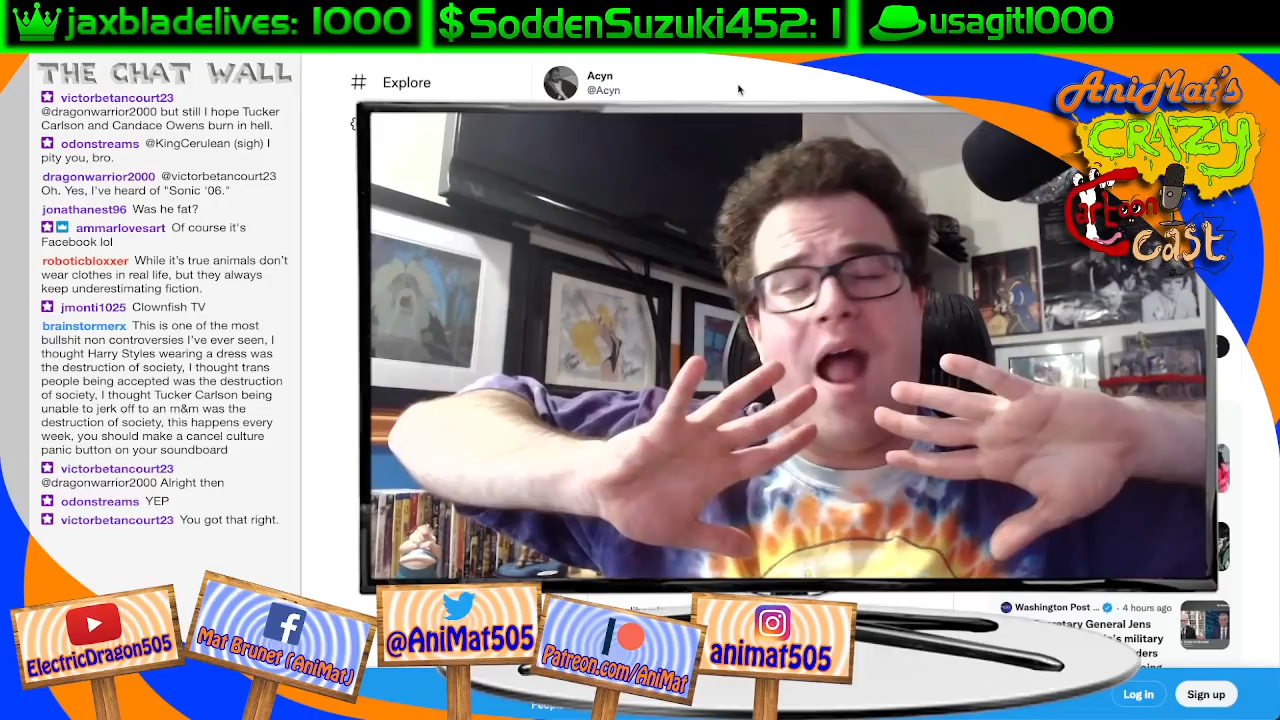 jaxbladelives: 1000
$ SoddenSuzuki452: 1
usagit1000
THE CHAT WALL
victorbetancourt23
@dragonwarrior2000 but still I hope Tucker
Carlson and Candace Owens burn in hell.
odonstreams @KingCerulean (sigh) I
pity you, bro.
dragonwarrior2000 @victorbetancourt23
Oh. Yes, I've heard of "Sonic '06."
jonathanest96 Was he fat?
ammarlovesart Of course it's
Facebook lol
roboticbloxxer While it's true animals don't
wear clothes in real life, but they always
keep underestimating fiction.
jmonti1025 Clownfish TV
brainstormerx This is one of the most
bullshit non controversies I've ever seen, I
thought Harry Styles wearing a dress was
the destruction of society, I thought trans
people being accepted was the destruction
of society, I thought Tucker Carlson being
unable to jerk off to an m&m was the
destruction of society, this happens every
week, you should make a cancel culture
panic button on your soundboard
victorbetancourt23
@dragonwarrior2000 Alright then
odonstreams YEP
victorbetancourt23 You got that right.
# Explore
Acyn
@Acyn
AniMat's
CRAZY
Cartoon
Cast
Panasonic
ElectricDragon505
Mat Brunet (AniMat)
@AniMat505
Patreon.com/AniMat
animat505
Washington Post ... · 4 hours ago
Secretary General Jens
military
Log in
Sign up